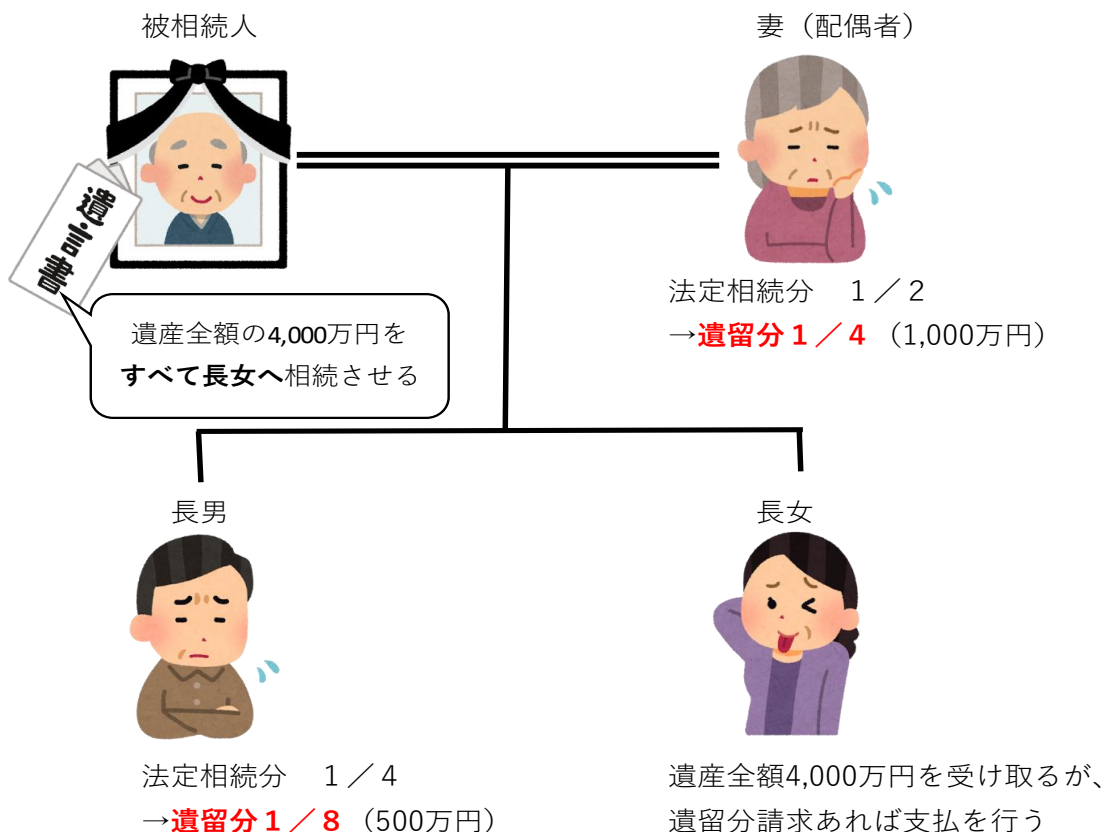 被相続人
妻（配偶者）
遺言書
法定相続分　１／２
→遺留分１／４（1,000万円）
遺産全額の4,000万円を
すべて長女へ相続させる
長男
長女
法定相続分　１／４
→遺留分１／８（500万円）
遺産全額4,000万円を受け取るが、
遺留分請求あれば支払を行う